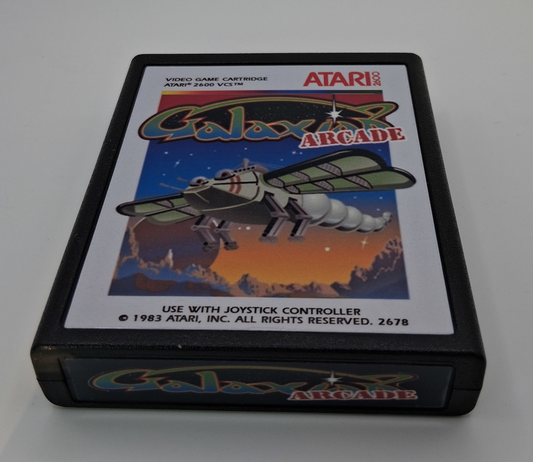 VIDEO GAME CARTRIDGE
ATARI® 2600 VCS™
ATARI 2600
Galaxian
ARCADE
USE WITH JOYSTICK CONTROLLER
© 1983 ATARI, INC. ALL RIGHTS RESERVED. 2678
Galaxian
ARCADE